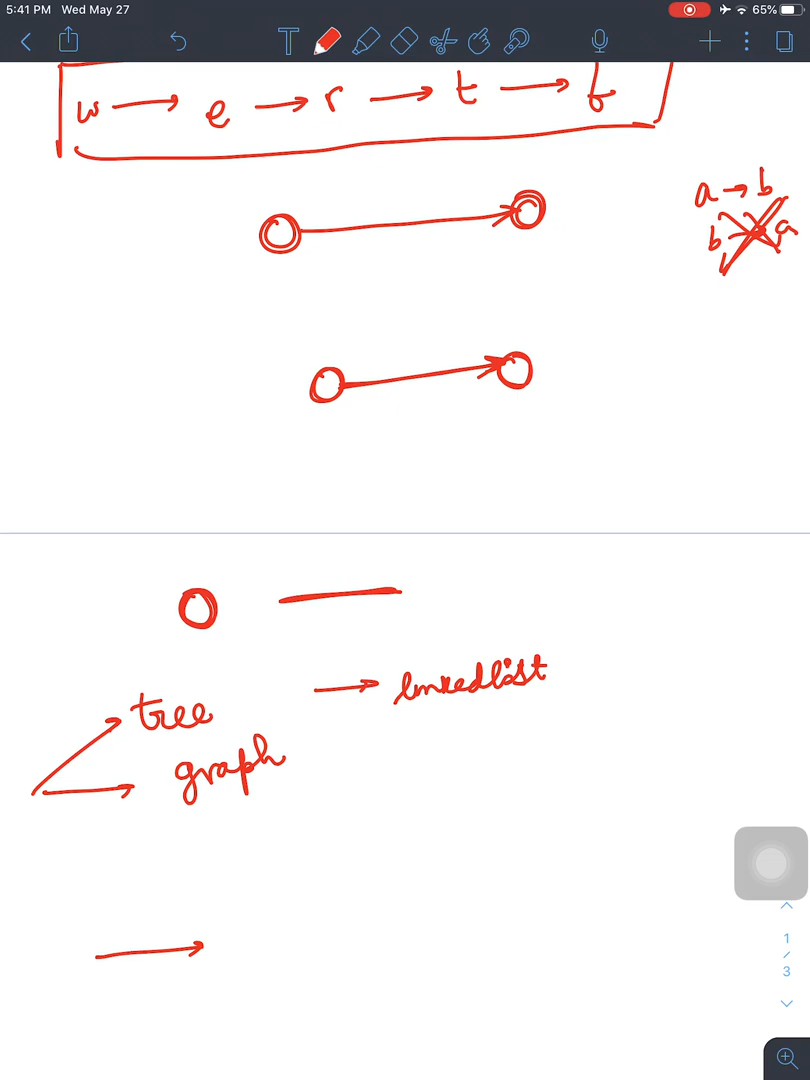 5:41 PM Wed May 27 65%
T
w → e → r → t → f
a → b
b a
→ linkedlist
tree
graph
1
/
3